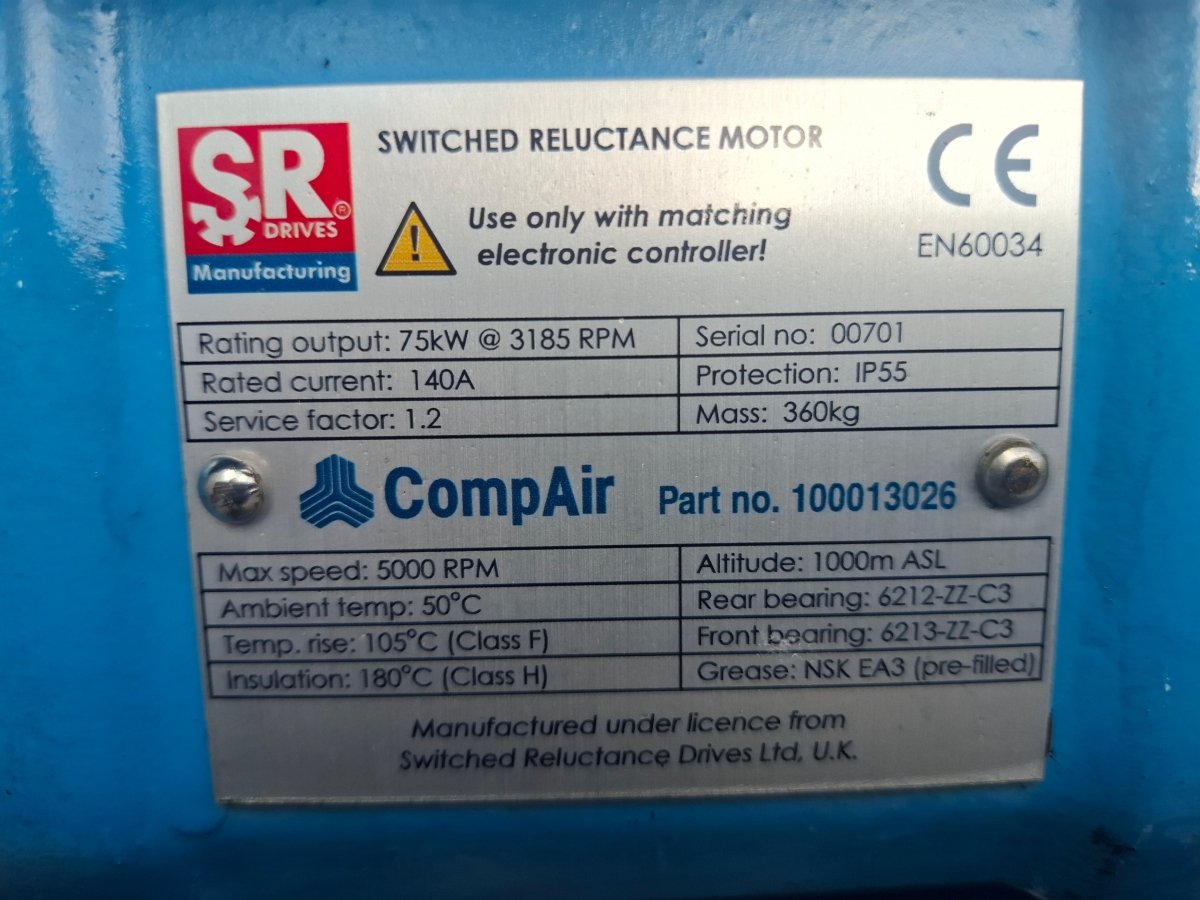 SR
DRIVES ®
Manufacturing
SWITCHED RELUCTANCE MOTOR
Use only with matching
electronic controller!
CE
EN60034
Rating output: 75kW @ 3185 RPM
Serial no: 00701
Rated current: 140A
Protection: IP55
Service factor: 1.2
Mass: 360kg
CompAir
Part no. 100013026
Max speed: 5000 RPM
Altitude: 1000m ASL
Ambient temp: 50°C
Rear bearing: 6212-ZZ-C3
Temp. rise: 105°C (Class F)
Front bearing: 6213-ZZ-C3
Insulation: 180°C (Class H)
Grease: NSK EA3 (pre-filled)
Manufactured under licence from
Switched Reluctance Drives Ltd, U.K.